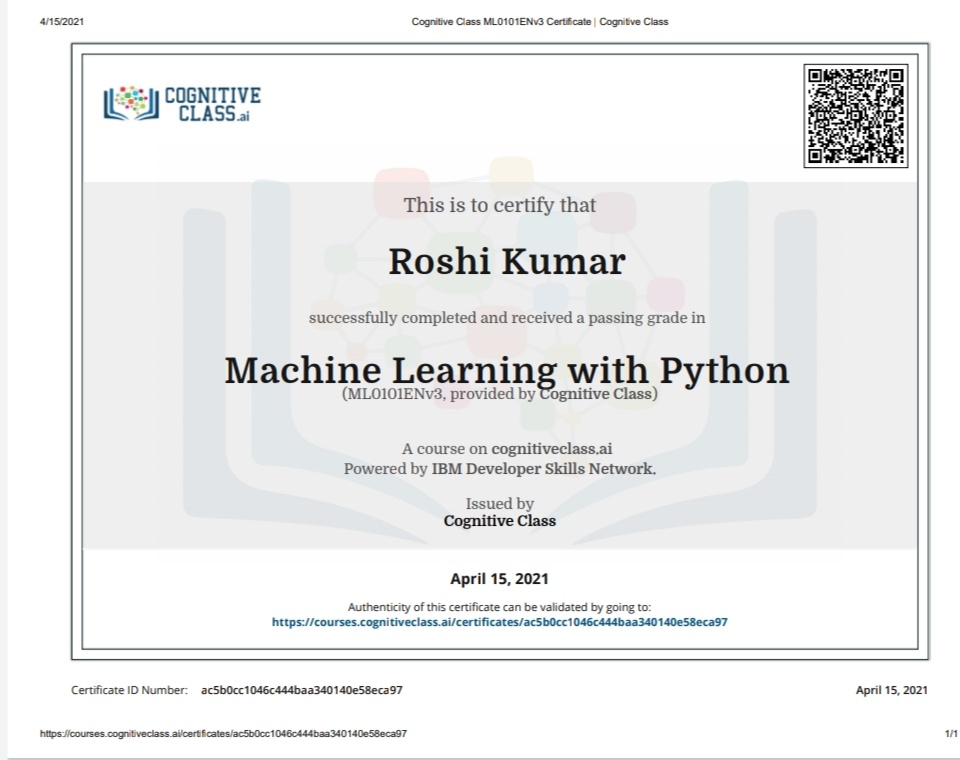 4/15/2021 Cognitive Class ML0101ENv3 Certificate | Cognitive Class
COGNITIVE
CLASS.ai
This is to certify that
Roshi Kumar
successfully completed and received a passing grade in
Machine Learning with Python
(ML0101ENv3, provided by Cognitive Class)
A course on cognitiveclass.ai
Powered by IBM Developer Skills Network.
Issued by
Cognitive Class
April 15, 2021
Authenticity of this certificate can be validated by going to:
https://courses.cognitiveclass.ai/certificates/ac5b0cc1046c444baa340140e58eca97
Certificate ID Number: ac5b0cc1046c444baa340140e58eca97 April 15, 2021
https://courses.cognitiveclass.ai/certificates/ac5b0cc1046c444baa340140e58eca97 1/1